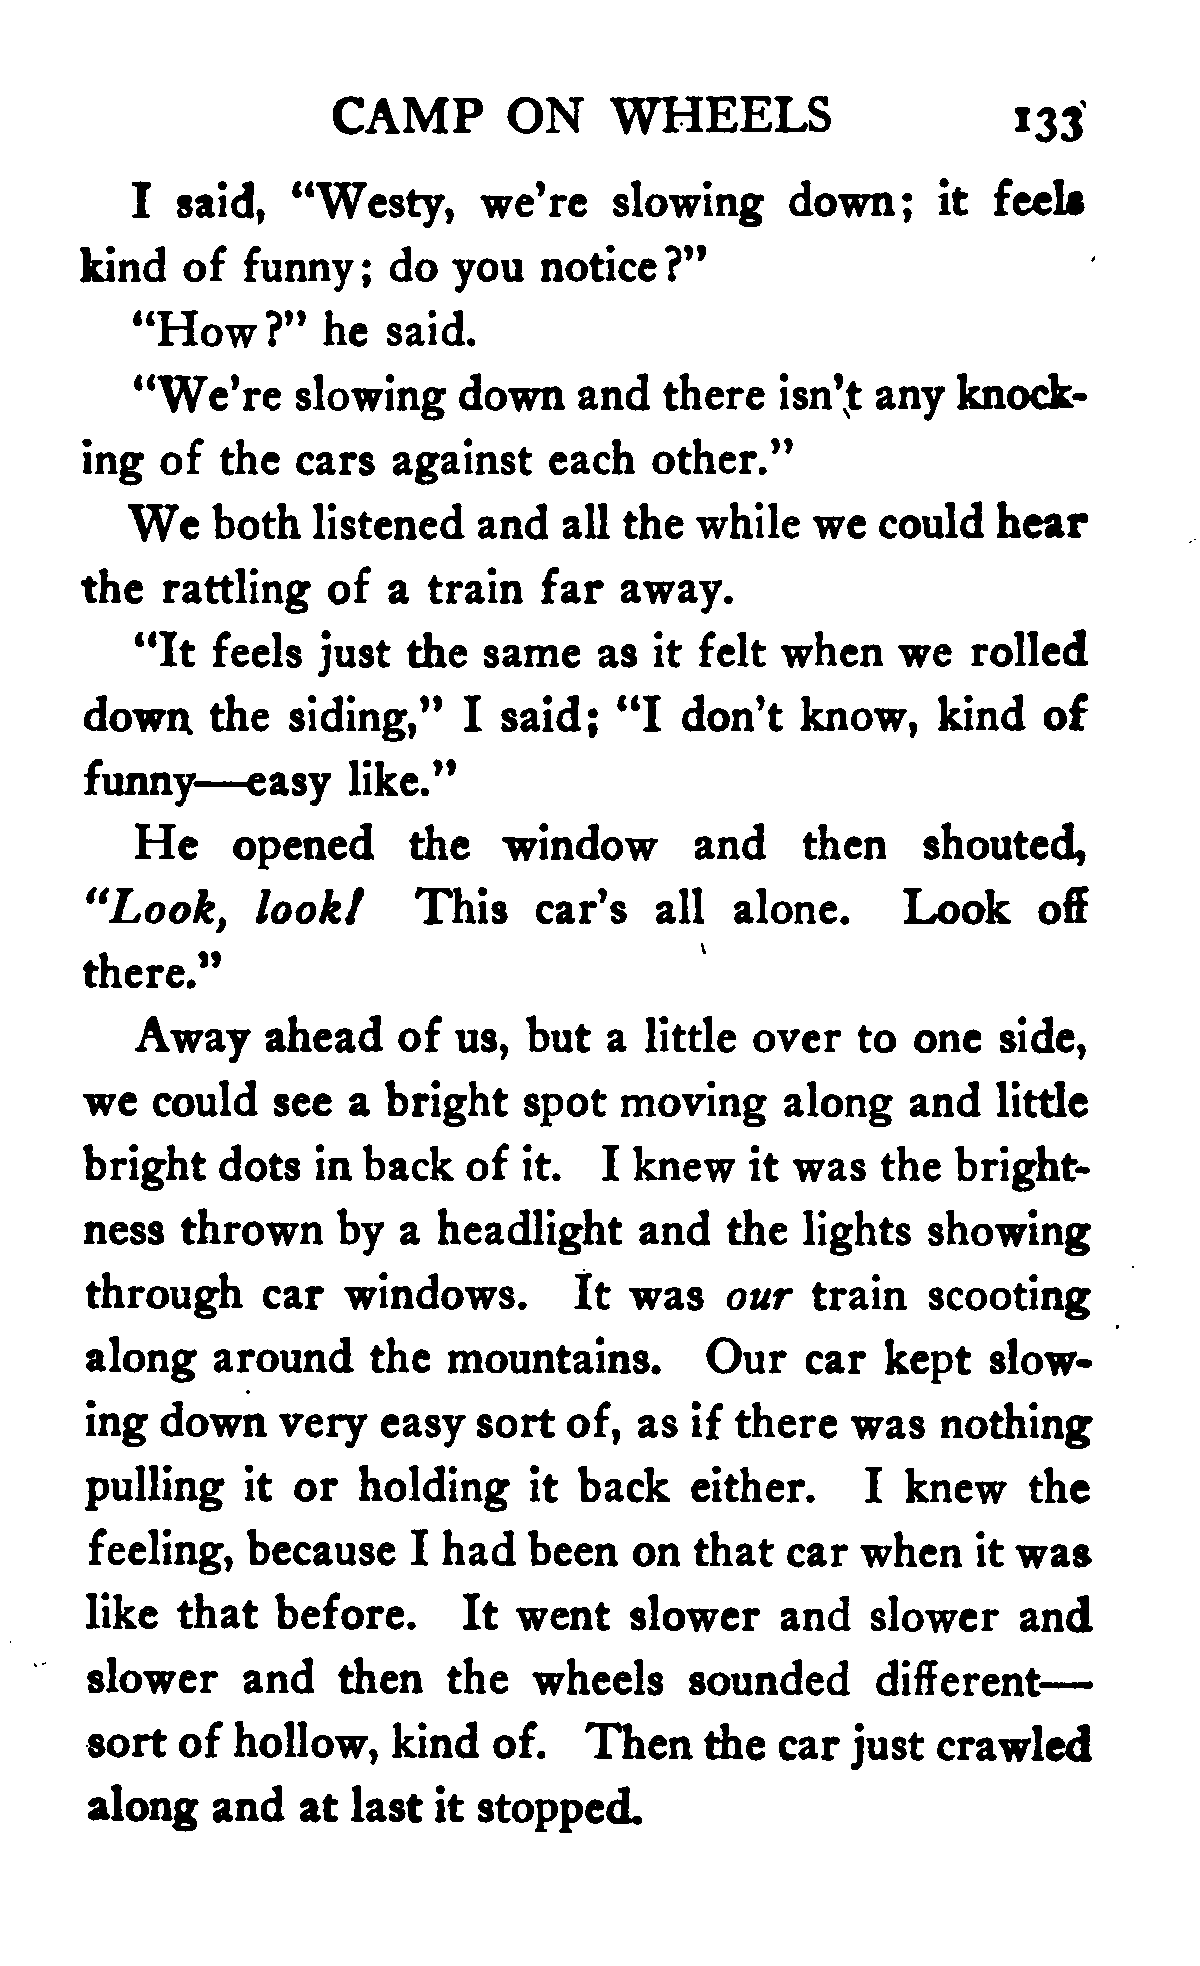 CAMP ON WHEELS 133
I said, "Westy, we're slowing down; it feels
kind of funny; do you notice?"
"How?" he said.
"We're slowing down and there isn't any knock-
ing of the cars against each other."
We both listened and all the while we could hear
the rattling of a train far away.
"It feels just the same as it felt when we rolled
down the siding," I said; "I don't know, kind of
funny—easy like."
He opened the window and then shouted,
"Look, look! This car's all alone. Look off
there."
Away ahead of us, but a little over to one side,
we could see a bright spot moving along and little
bright dots in back of it. I knew it was the bright-
ness thrown by a headlight and the lights showing
through car windows. It was our train scooting
along around the mountains. Our car kept slow-
ing down very easy sort of, as if there was nothing
pulling it or holding it back either. I knew the
feeling, because I had been on that car when it was
like that before. It went slower and slower and
slower and then the wheels sounded different—
sort of hollow, kind of. Then the car just crawled
along and at last it stopped.